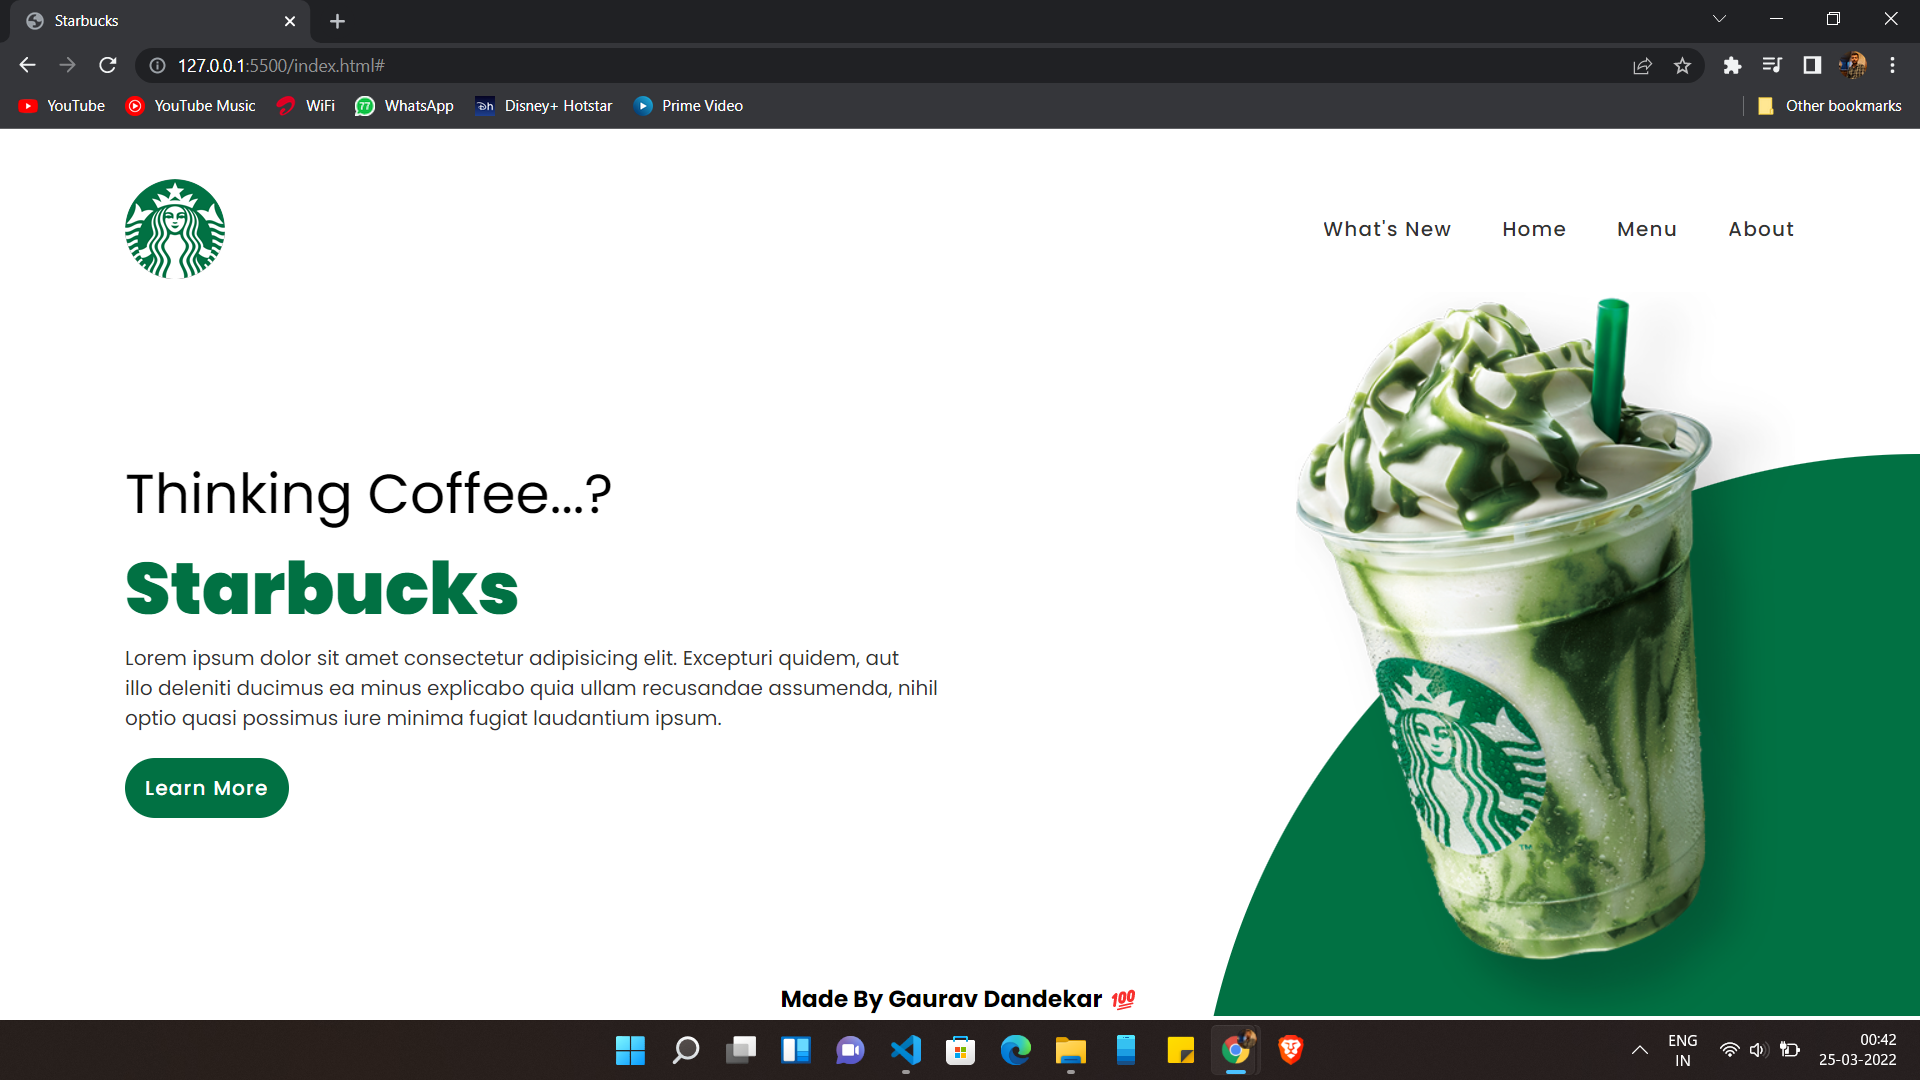 Starbucks
127.0.0.1:5500/index.html#
YouTube
YouTube Music
WiFi
77
WhatsApp
Disney+ Hotstar
Prime Video
Other bookmarks
What's New
Home
Menu
About
Thinking Coffee...?
Starbucks
Lorem ipsum dolor sit amet consectetur adipisicing elit. Excepturi quidem, aut
illo deleniti ducimus ea minus explicabo quia ullam recusandae assumenda, nihil
optio quasi possimus iure minima fugiat laudantium ipsum.
Learn More
TM
Made By Gaurav Dandekar 💯
ENG
IN
00:42
25-03-2022